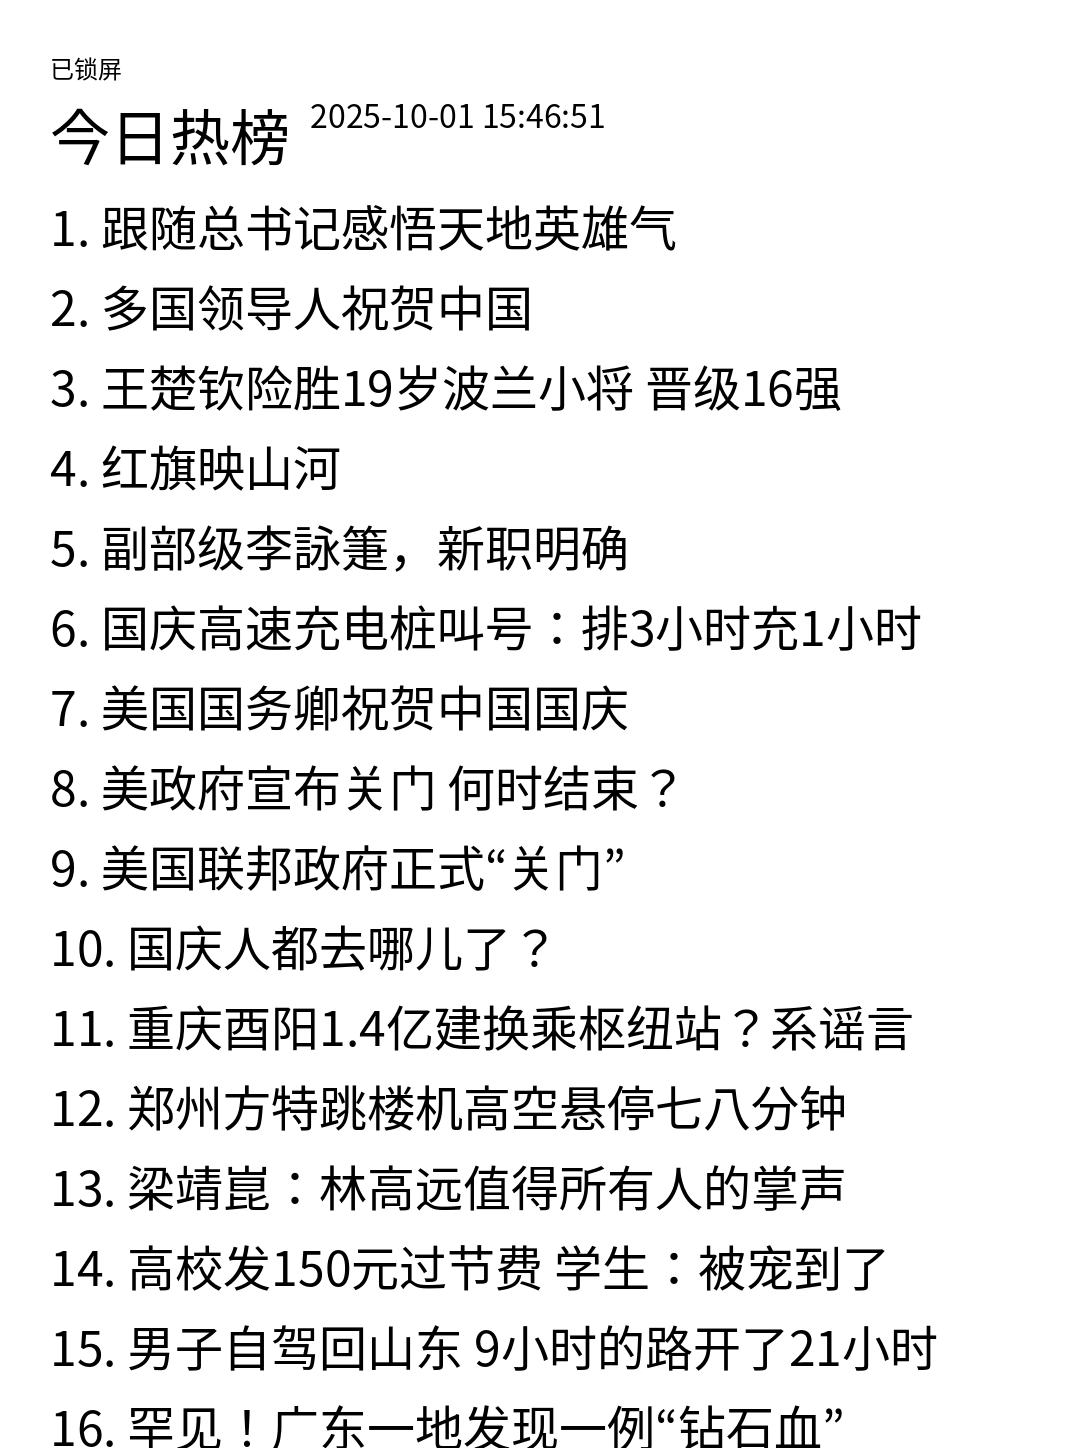 已锁屏
今日热榜 2025-10-01 15:46:51
1. 跟随总书记感悟天地英雄气
2. 多国领导人祝贺中国
3. 王楚钦险胜19岁波兰小将 晋级16强
4. 红旗映山河
5. 副部级李詠箑，新职明确
6. 国庆高速充电桩叫号：排3小时充1小时
7. 美国国务卿祝贺中国国庆
8. 美政府宣布关门 何时结束？
9. 美国联邦政府正式“关门”
10. 国庆人都去哪儿了？
11. 重庆酉阳1.4亿建换乘枢纽站？系谣言
12. 郑州方特跳楼机高空悬停七八分钟
13. 梁靖崑：林高远值得所有人的掌声
14. 高校发150元过节费 学生：被宠到了
15. 男子自驾回山东 9小时的路开了21小时
16. 罕见！广东一地发现一例“钻石血”